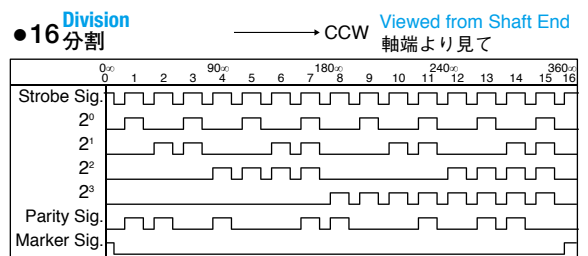 Division
●16分割
CCW
Viewed from Shaft End
軸端より見て
0∞ 90∞ 180∞ 240∞ 360∞
0 1 2 3 4 5 6 7 8 9 10 11 12 13 14 15 16
Strobe Sig.
2⁰
2¹
2²
2³
Parity Sig.
Marker Sig.